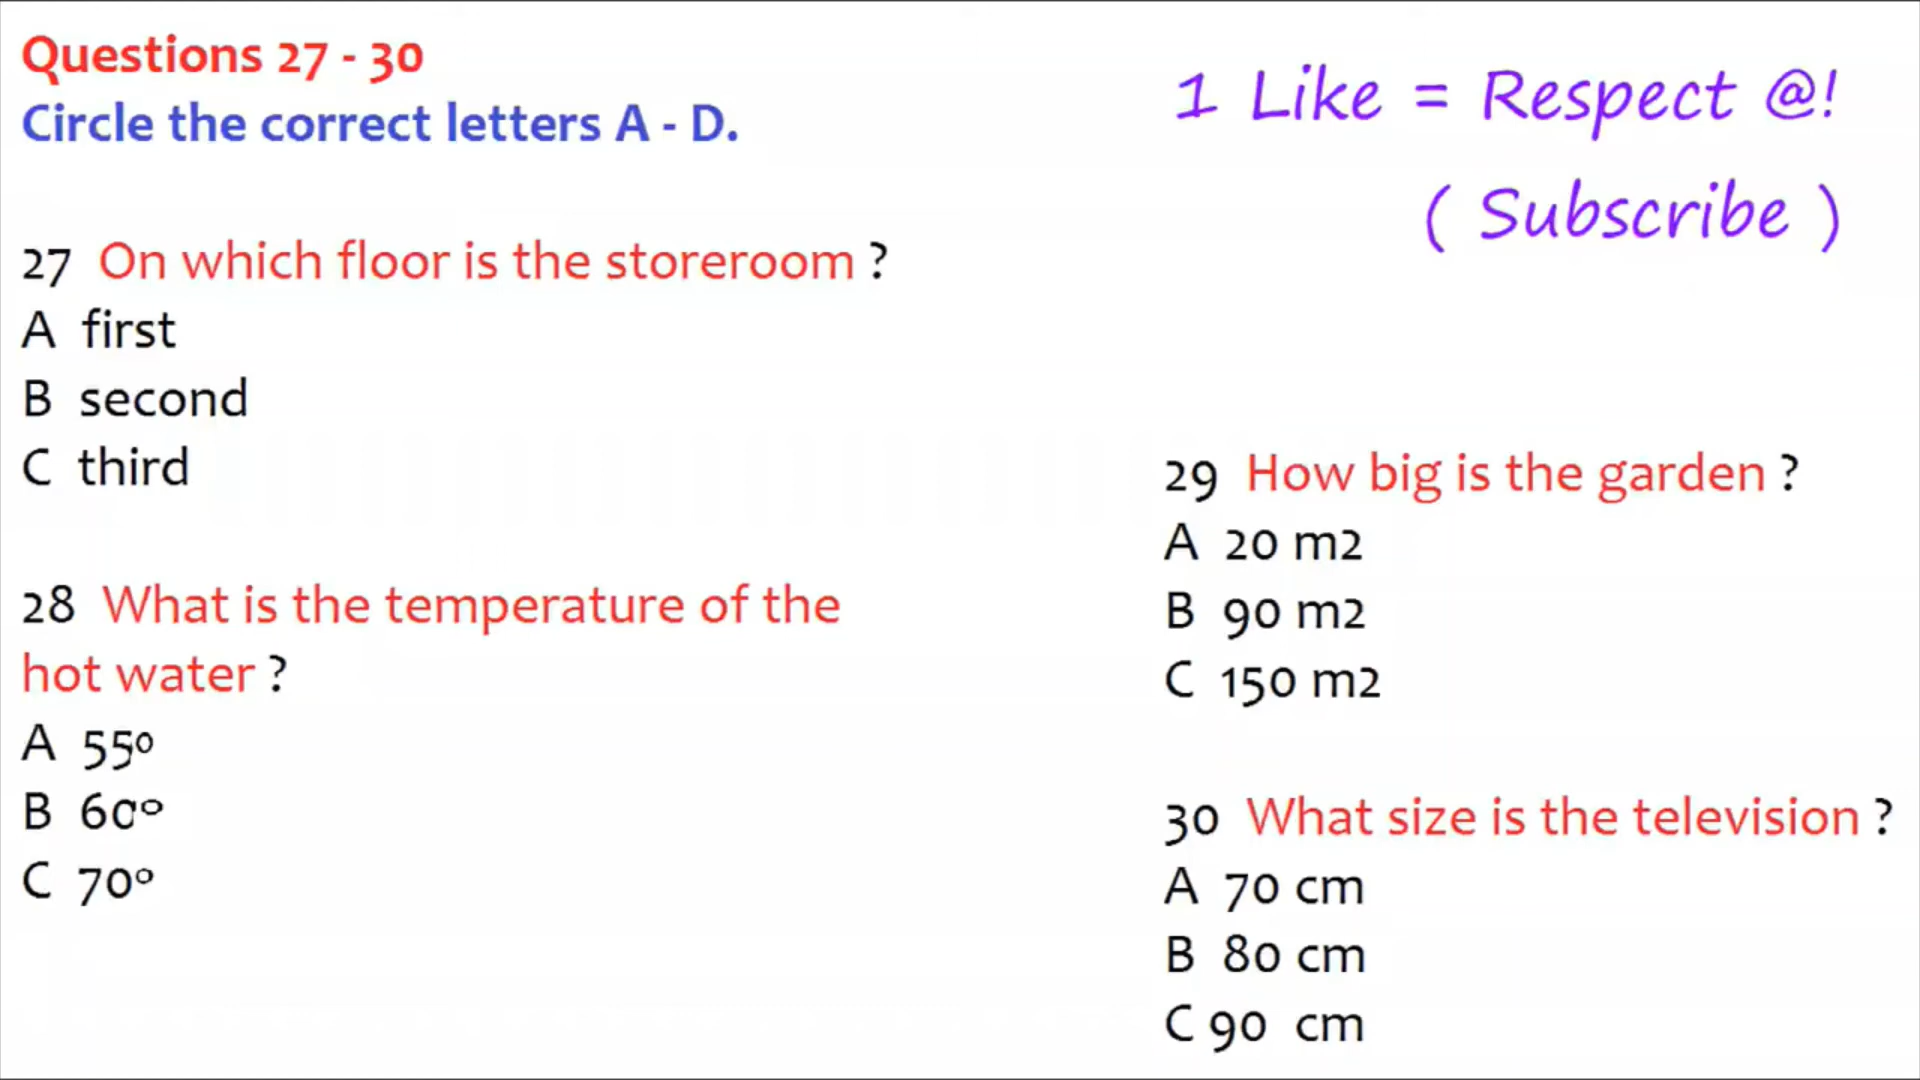 Questions 27 - 30
Circle the correct letters A - D.
1 Like = Respect @!
( Subscribe )
27 On which floor is the storeroom ?
A first
B second
C third
28 What is the temperature of the
hot water ?
A 55º
B 60º
C 70º
29 How big is the garden ?
A 20 m2
B 90 m2
C 150 m2
30 What size is the television ?
A 70 cm
B 80 cm
C 90 cm